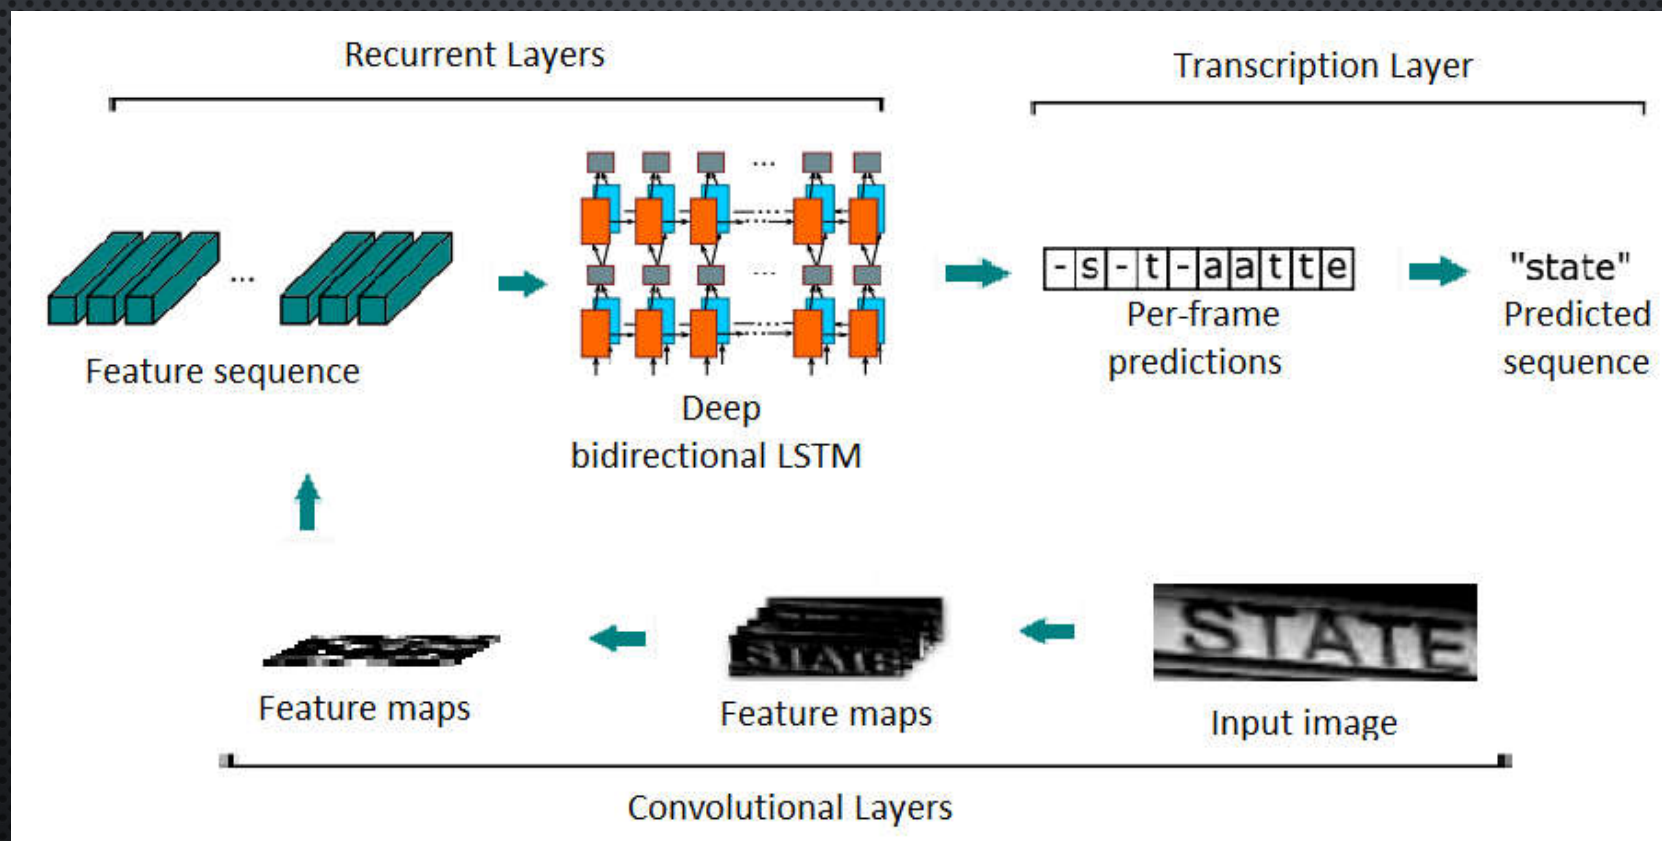 Recurrent Layers
Transcription Layer
...
...
...
-s-t-aatte
"state"
Feature sequence
Deep
bidirectional LSTM
Per-frame
predictions
Predicted
sequence
STATE
STATE
Feature maps
Feature maps
Input image
Convolutional Layers